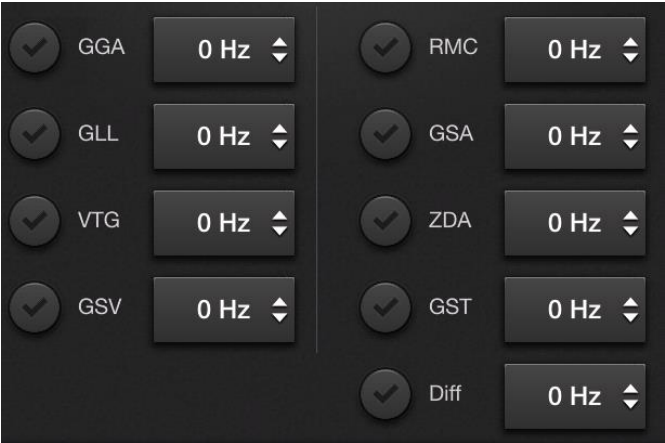 GGA 0 Hz RMC 0 Hz
GLL 0 Hz GSA 0 Hz
VTG 0 Hz ZDA 0 Hz
GSV 0 Hz GST 0 Hz
Diff 0 Hz